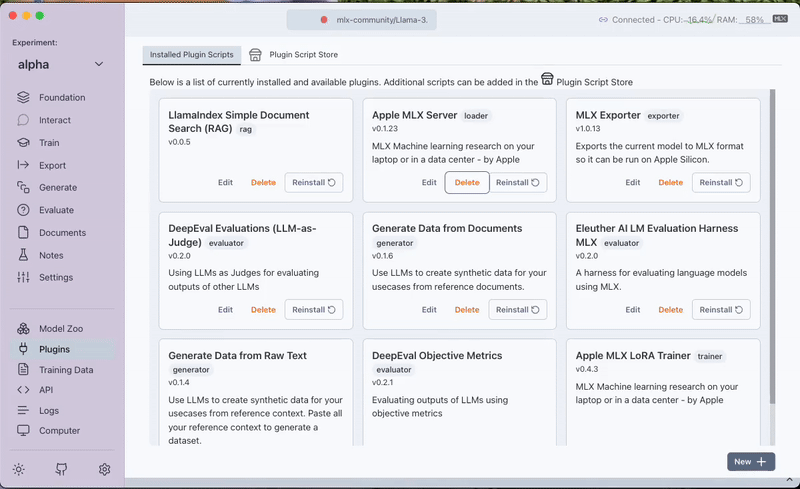 mlx-community/Llama-3.
Connected - CPU: 16.4% / RAM: 58% MLX
Experiment:
alpha
Foundation
Interact
Train
Export
Generate
Evaluate
Documents
Notes
Settings
Model Zoo
Plugins
Training Data
API
Logs
Computer
Installed Plugin Scripts
Plugin Script Store
Below is a list of currently installed and available plugins. Additional scripts can be added in the Plugin Script Store
LlamaIndex Simple Document
Search (RAG) rag
v0.0.5
Edit Delete Reinstall
Apple MLX Server loader
v0.1.23
MLX Machine learning research on your
laptop or in a data center - by Apple
Edit Delete Reinstall
MLX Exporter exporter
v1.0.13
Exports the current model to MLX format
so it can be run on Apple Silicon.
Edit Delete Reinstall
DeepEval Evaluations (LLM-as-
Judge) evaluator
v0.2.0
Using LLMs as Judges for evaluating
outputs of other LLMs
Edit Delete Reinstall
Generate Data from Documents
generator
v0.1.6
Use LLMs to create synthetic data for your
usecases from reference documents.
Edit Delete Reinstall
Eleuther AI LM Evaluation Harness
MLX evaluator
v0.2.0
A harness for evaluating language models
using MLX.
Edit Delete Reinstall
Generate Data from Raw Text
generator
v0.1.4
Use LLMs to create synthetic data for your
usecases from reference context. Paste all
your reference context to generate a
dataset.
DeepEval Objective Metrics
evaluator
v0.2.1
Evaluating outputs of LLMs using
objective metrics
Apple MLX LoRA Trainer trainer
v0.4.3
MLX Machine learning research on your
laptop or in a data center - by Apple
New +